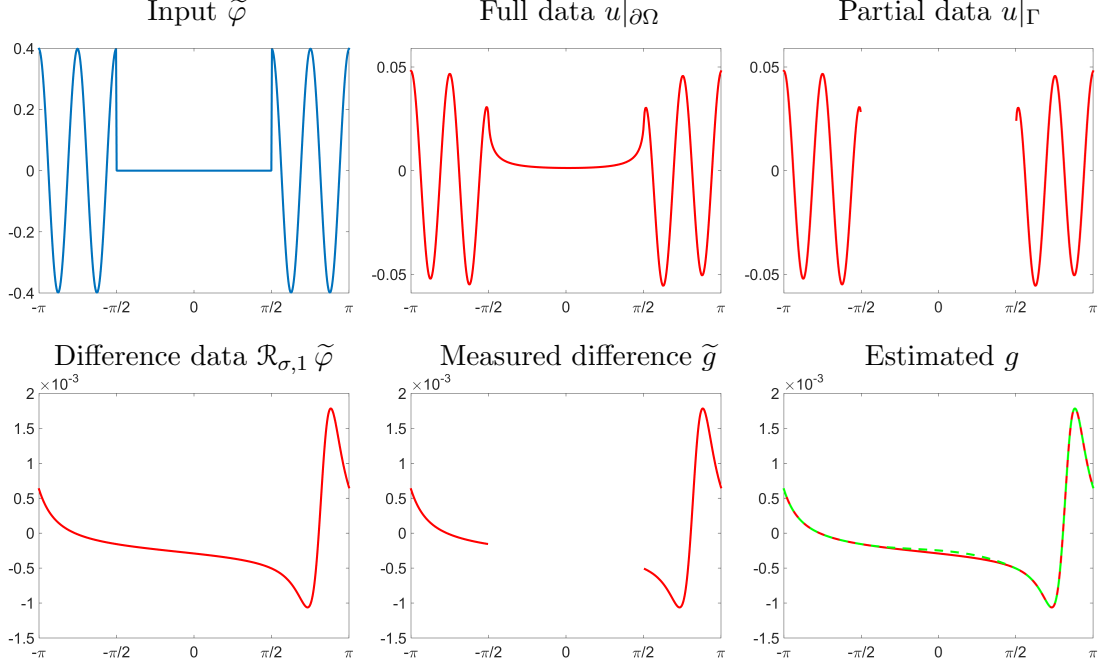 Input φ̃
Full data u|∂Ω
Partial data u|Γ
0.4
0.2
0
-0.2
-0.4
-π
-π/2
0
π/2
π
0.05
0
-0.05
-π
-π/2
0
π/2
π
0.05
0
-0.05
-π
-π/2
0
π/2
π
Difference data ℛσ,1 φ̃
Measured difference g̃
Estimated g
×10-3
2
1.5
1
0.5
0
-0.5
-1
-1.5
-π
-π/2
0
π/2
π
×10-3
2
1.5
1
0.5
0
-0.5
-1
-1.5
-π
-π/2
0
π/2
π
×10-3
2
1.5
1
0.5
0
-0.5
-1
-1.5
-π
-π/2
0
π/2
π